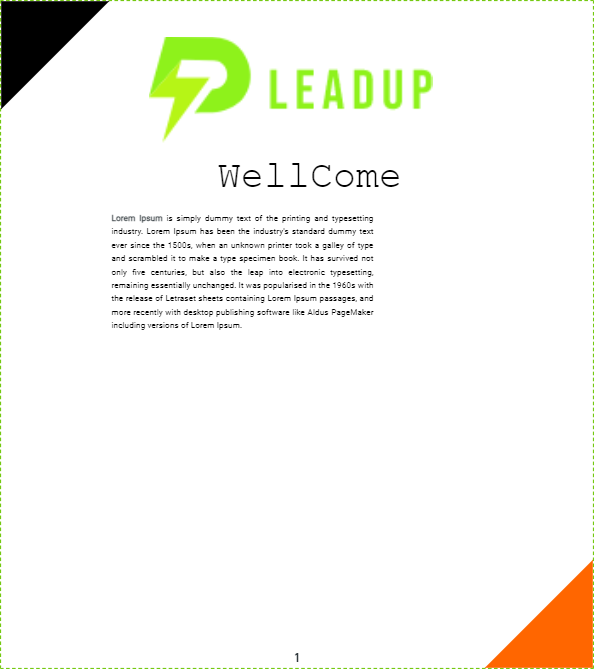 LEADUP
WellCome
Lorem Ipsum is simply dummy text of the printing and typesetting
industry. Lorem Ipsum has been the industry's standard dummy text
ever since the 1500s, when an unknown printer took a galley of type
and scrambled it to make a type specimen book. It has survived not
only five centuries, but also the leap into electronic typesetting,
remaining essentially unchanged. It was popularised in the 1960s with
the release of Letraset sheets containing Lorem Ipsum passages, and
more recently with desktop publishing software like Aldus PageMaker
including versions of Lorem Ipsum.
1